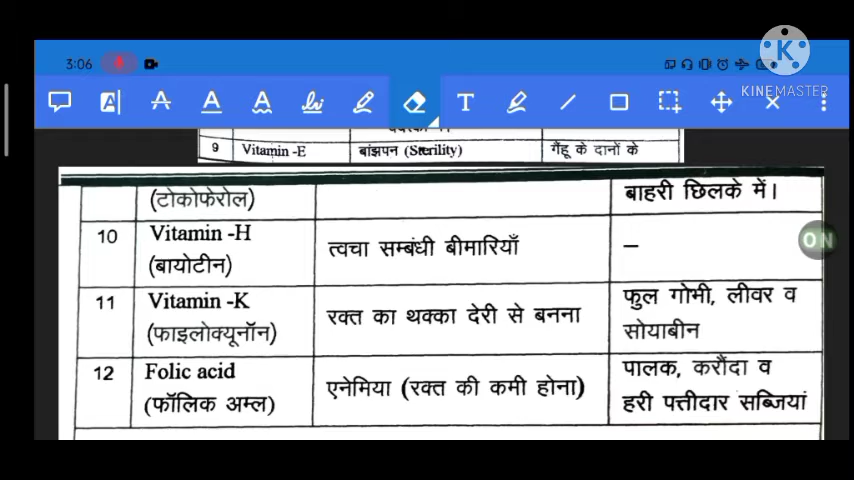 3:06
KINEMASTER
9 Vitamin -E बांझपन (Sterility) गेंहू के दानों के
(टोकोफेरोल) बाहरी छिलके में।
10 Vitamin -H त्वचा सम्बंधी बीमारियाँ –
(बायोटीन)
ON
11 Vitamin -K रक्त का थक्का देरी से बनना फुल गोभी, लीवर व
(फाइलोक्यूनॉन) सोयाबीन
12 Folic acid एनेमिया (रक्त की कमी होना) पालक, करौंदा व
(फॉलिक अम्ल) हरी पत्तीदार सब्जियां